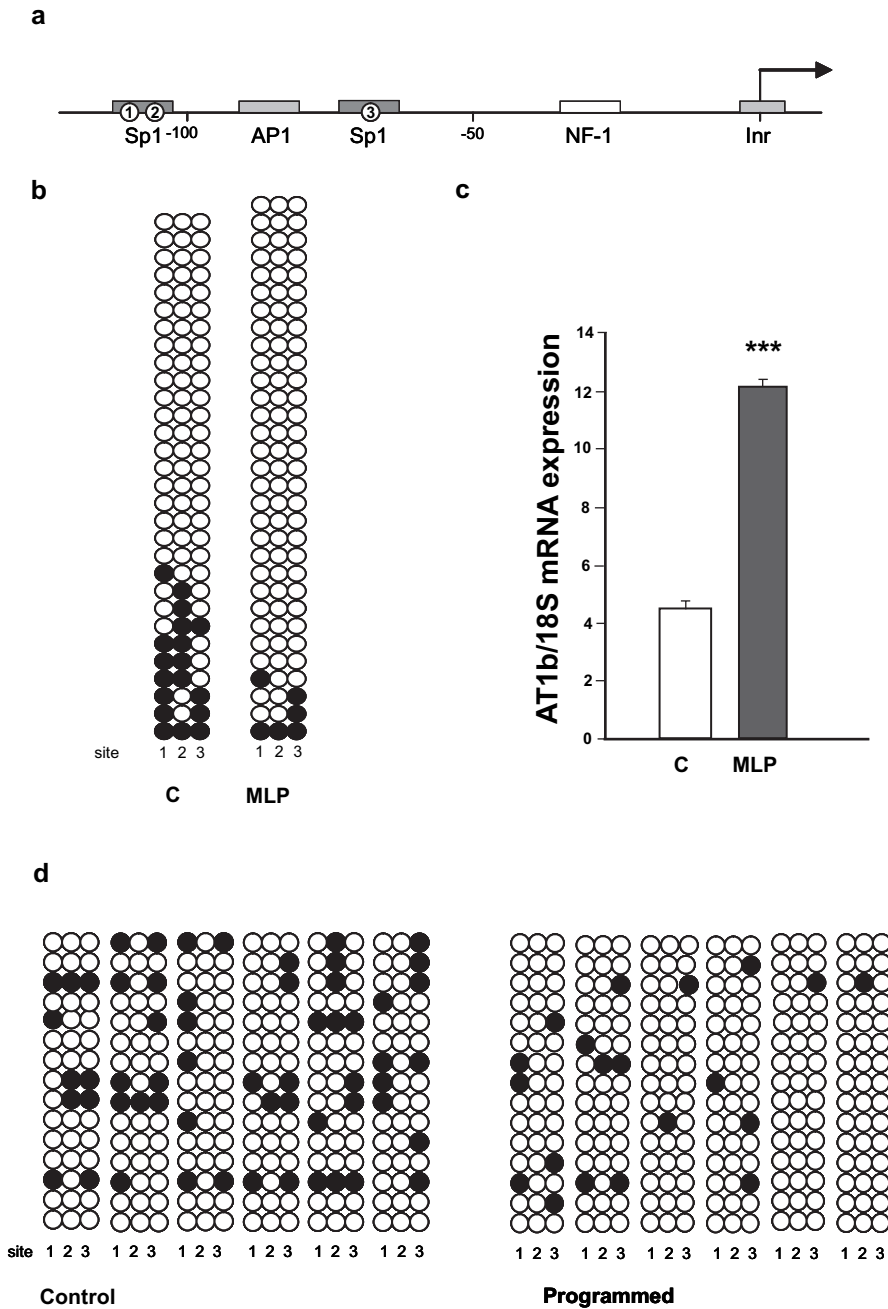 a
1 2 3
Sp1 -100 AP1 Sp1 -50 NF-1 Inr
b
site 1 2 3 1 2 3
C MLP
c
AT1b/18S mRNA expression
14
12
10
8
6
4
2
0
***
C MLP
d
site 1 2 3 1 2 3 1 2 3 1 2 3 1 2 3 1 2 3 1 2 3 1 2 3 1 2 3 1 2 3 1 2 3 1 2 3
Control Programmed